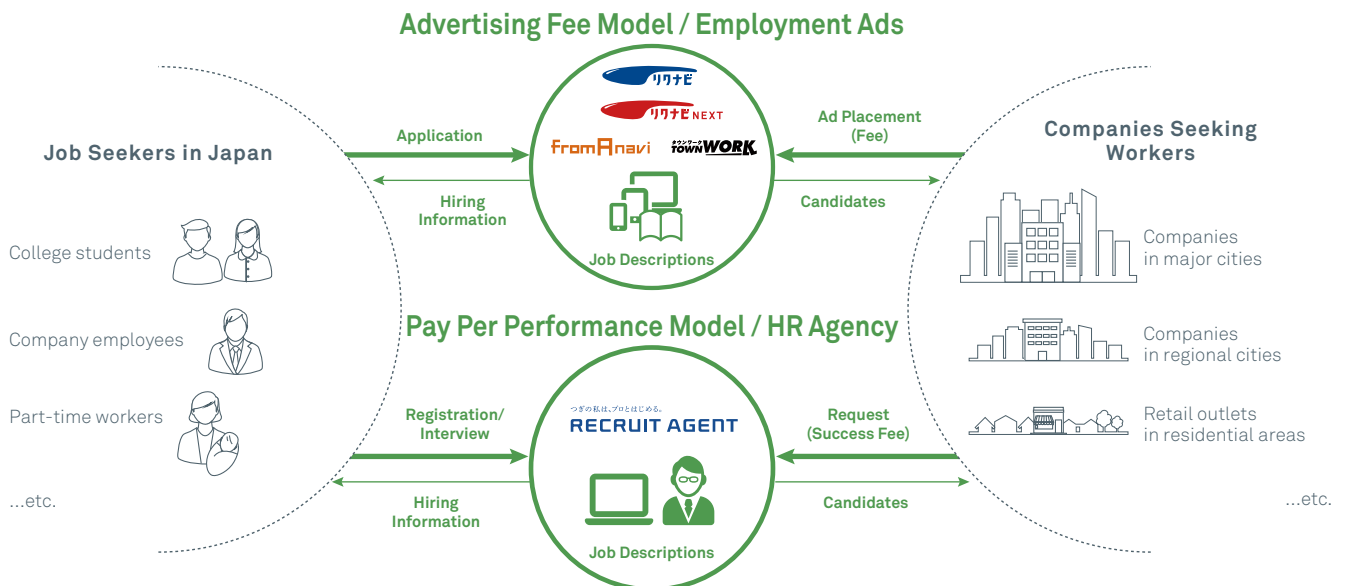 Advertising Fee Model / Employment Ads
リクナビ
リクナビNEXT
fromAnavi
タウンワーク
TOWNWORK
Job Descriptions
Job Seekers in Japan
College students
Company employees
Part-time workers
...etc.
Application
Hiring
Information
Ad Placement
(Fee)
Candidates
Companies Seeking
Workers
Companies
in major cities
Companies
in regional cities
Retail outlets
in residential areas
...etc.
Pay Per Performance Model / HR Agency
Registration/
Interview
Hiring
Information
つぎの私は、プロとはじめる。
RECRUIT AGENT
Job Descriptions
Request
(Success Fee)
Candidates